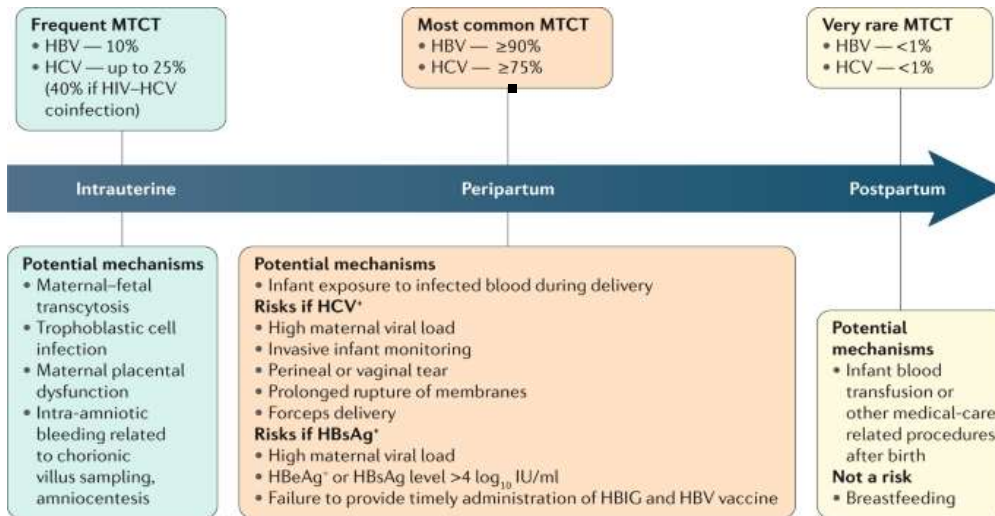 Frequent MTCT
• HBV — 10%
• HCV — up to 25%
(40% if HIV–HCV
coinfection)
Most common MTCT
• HBV — ≥90%
• HCV — ≥75%
Very rare MTCT
• HBV — <1%
• HCV — <1%
Intrauterine
Peripartum
Postpartum
Potential mechanisms
• Maternal–fetal
transcytosis
• Trophoblastic cell
infection
• Maternal placental
dysfunction
• Intra-amniotic
bleeding related
to chorionic
villus sampling,
amniocentesis
Potential mechanisms
• Infant exposure to infected blood during delivery
Risks if HCV⁺
• High maternal viral load
• Invasive infant monitoring
• Perineal or vaginal tear
• Prolonged rupture of membranes
• Forceps delivery
Risks if HBsAg⁺
• High maternal viral load
• HBeAg⁺ or HBsAg level >4 log₁₀ IU/ml
• Failure to provide timely administration of HBIG and HBV vaccine
Potential
mechanisms
• Infant blood
transfusion or
other medical-care
related procedures
after birth
Not a risk
• Breastfeeding